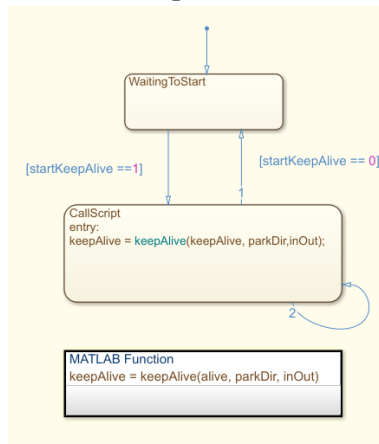 WaitingToStart
[startKeepAlive ==1]
[startKeepAlive == 0]
1
CallScript
entry:
keepAlive = keepAlive(keepAlive, parkDir,inOut);
2
MATLAB Function
keepAlive = keepAlive(alive, parkDir, inOut)